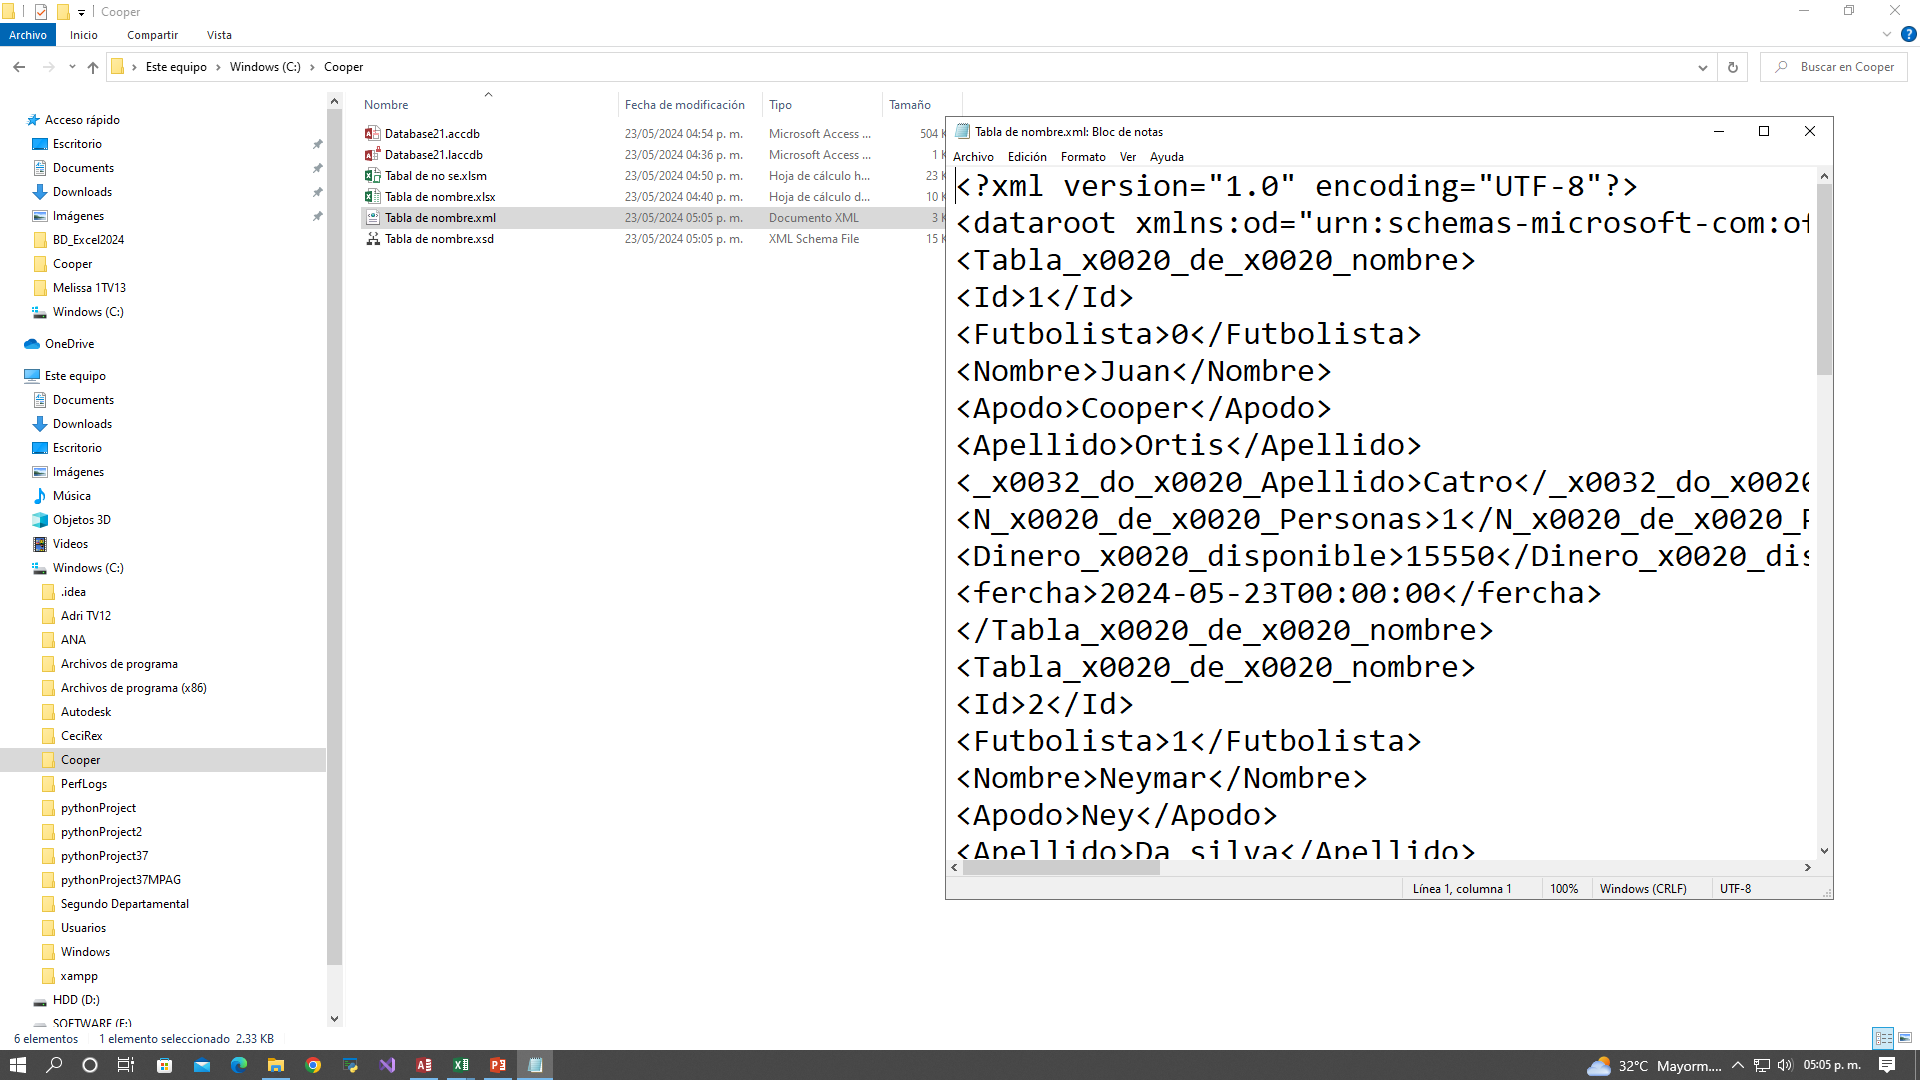 Cooper
Archivo Inicio Compartir Vista
Este equipo Windows (C:) Cooper
Buscar en Cooper
Nombre Fecha de modificación Tipo Tamaño
Database21.accdb 23/05/2024 04:54 p. m. Microsoft Access ... 504 K
Database21.laccdb 23/05/2024 04:36 p. m. Microsoft Access ... 1 K
Tabal de no se.xlsm 23/05/2024 04:50 p. m. Hoja de cálculo h... 23 K
Tabla de nombre.xlsx 23/05/2024 04:40 p. m. Hoja de cálculo d... 10 K
Tabla de nombre.xml 23/05/2024 05:05 p. m. Documento XML 3 K
Tabla de nombre.xsd 23/05/2024 05:05 p. m. XML Schema File 15 K
Acceso rápido
Escritorio
Documents
Downloads
Imágenes
BD_Excel2024
Cooper
Melissa 1TV13
Windows (C:)
OneDrive
Este equipo
Documents
Downloads
Escritorio
Imágenes
Música
Objetos 3D
Videos
Windows (C:)
.idea
Adri TV12
ANA
Archivos de programa
Archivos de programa (x86)
Autodesk
CeciRex
Cooper
PerfLogs
pythonProject
pythonProject2
pythonProject37
pythonProject37MPAG
Segundo Departamental
Usuarios
Windows
xampp
HDD (D:)
SOFTWARE (E:)
6 elementos 1 elemento seleccionado 2.33 KB
Tabla de nombre.xml: Bloc de notas
Archivo Edición Formato Ver Ayuda
<?xml version="1.0" encoding="UTF-8"?>
<dataroot xmlns:od="urn:schemas-microsoft-com:of
<Tabla_x0020_de_x0020_nombre>
<Id>1</Id>
<Futbolista>0</Futbolista>
<Nombre>Juan</Nombre>
<Apodo>Cooper</Apodo>
<Apellido>Ortis</Apellido>
<_x0032_do_x0020_Apellido>Catro</_x0032_do_x0020
<N_x0020_de_x0020_Personas>1</N_x0020_de_x0020_P
<Dinero_x0020_disponible>15550</Dinero_x0020_dis
<fercha>2024-05-23T00:00:00</fercha>
</Tabla_x0020_de_x0020_nombre>
<Tabla_x0020_de_x0020_nombre>
<Id>2</Id>
<Futbolista>1</Futbolista>
<Nombre>Neymar</Nombre>
<Apodo>Ney</Apodo>
<Apellido>Da silva</Apellido>
Línea 1, columna 1 100% Windows (CRLF) UTF-8
32°C Mayorm.... 05:05 p. m.